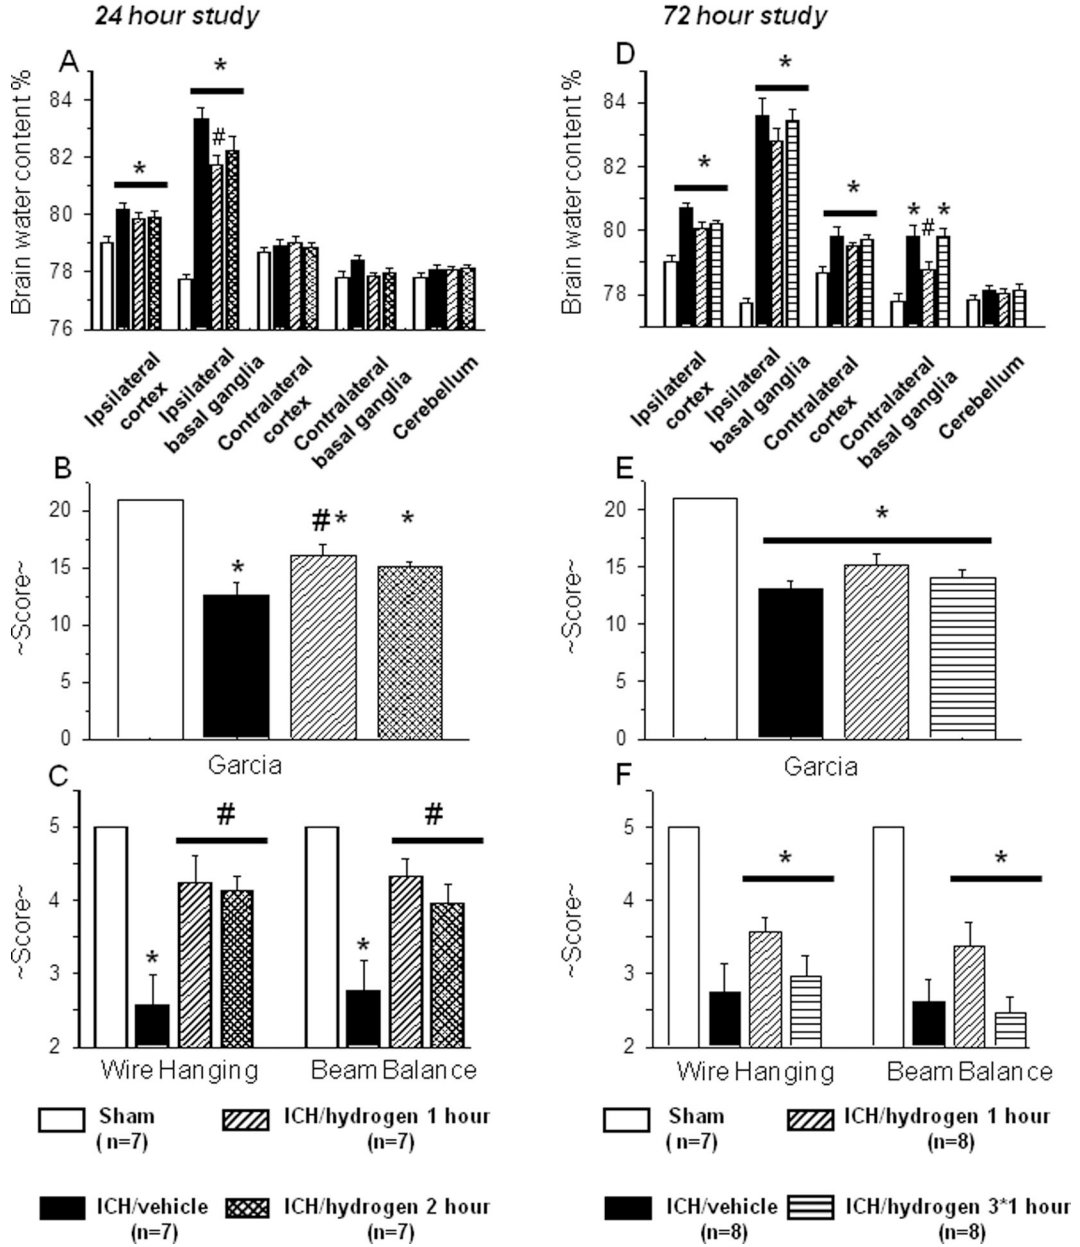 24 hour study
72 hour study
A
Brain water content %
84
82
80
78
76
*
*
#
Ipsilateral
cortex
Ipsilateral
basal ganglia
Contralateral
cortex
Contralateral
basal ganglia
Cerebellum
D
Brain water content %
84
82
80
78
*
*
*
* # *
Ipsilateral
cortex
Ipsilateral
basal ganglia
Contralateral
cortex
Contralateral
basal ganglia
Cerebellum
B
~Score~
20
15
10
5
0
*
# *
*
Garcia
E
~Score~
20
15
10
5
0
*
Garcia
C
~Score~
5
4
3
2
*
#
*
#
Wire Hanging
Beam Balance
F
~Score~
5
4
3
2
*
*
Wire Hanging
Beam Balance
Sham
( n=7)
ICH/hydrogen 1 hour
(n=7)
ICH/vehicle
(n=7)
ICH/hydrogen 2 hour
(n=7)
Sham
( n=7)
ICH/hydrogen 1 hour
(n=8)
ICH/vehicle
(n=8)
ICH/hydrogen 3*1 hour
(n=8)